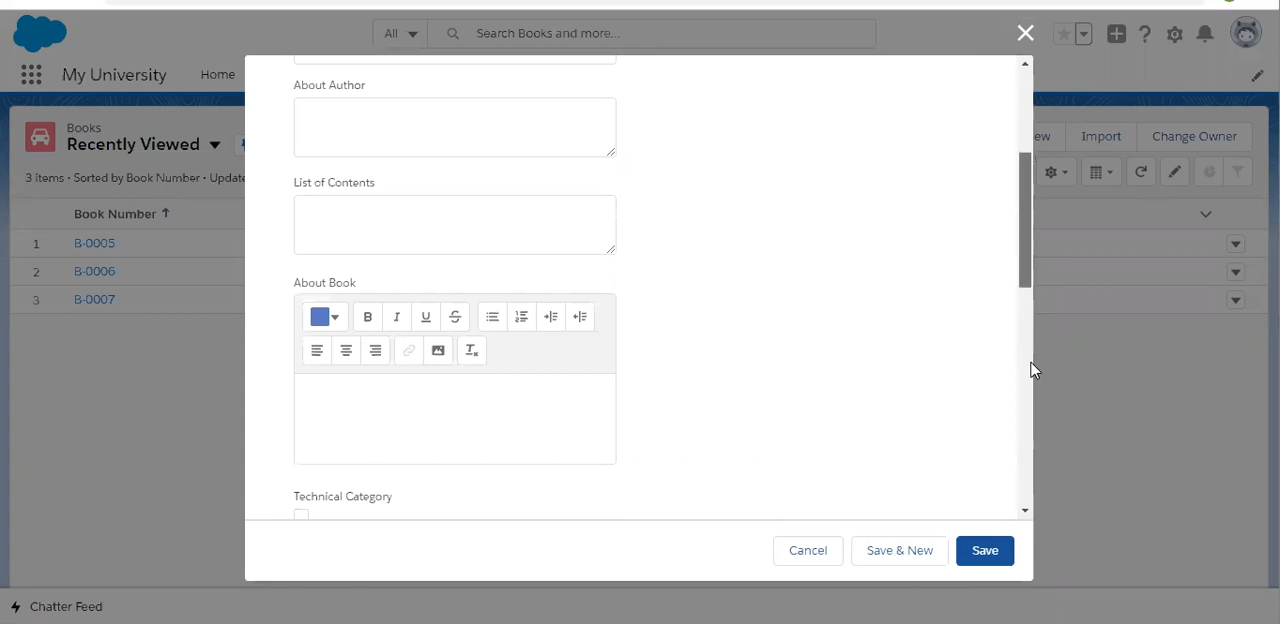 All
Search Books and more...
My University
Home
Books
Recently Viewed
ew
Import
Change Owner
3 items • Sorted by Book Number • Update
Book Number
1 B-0005
2 B-0006
3 B-0007
About Author
List of Contents
About Book
B I U S
Technical Category
Cancel
Save & New
Save
Chatter Feed